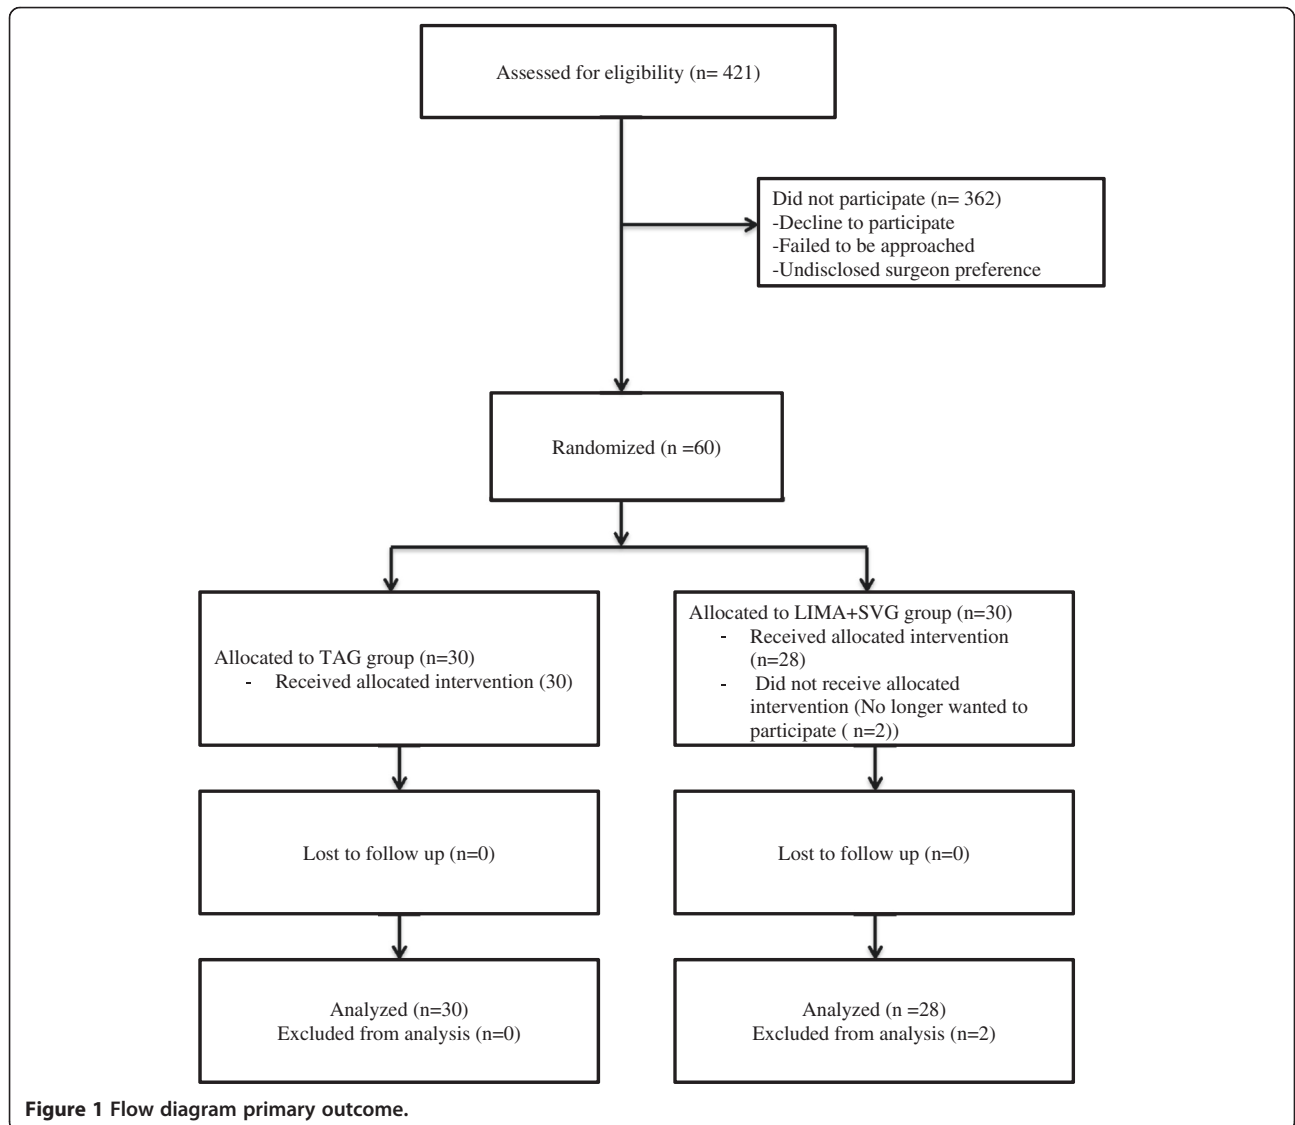 Assessed for eligibility (n= 421)
Did not participate (n= 362)
-Decline to participate
-Failed to be approached
-Undisclosed surgeon preference
Randomized (n =60)
Allocated to TAG group (n=30)
- Received allocated intervention (30)
Allocated to LIMA+SVG group (n=30)
- Received allocated intervention
(n=28)
- Did not receive allocated
intervention (No longer wanted to
participate ( n=2))
Lost to follow up (n=0)
Lost to follow up (n=0)
Analyzed (n=30)
Excluded from analysis (n=0)
Analyzed (n =28)
Excluded from analysis (n=2)
Figure 1 Flow diagram primary outcome.